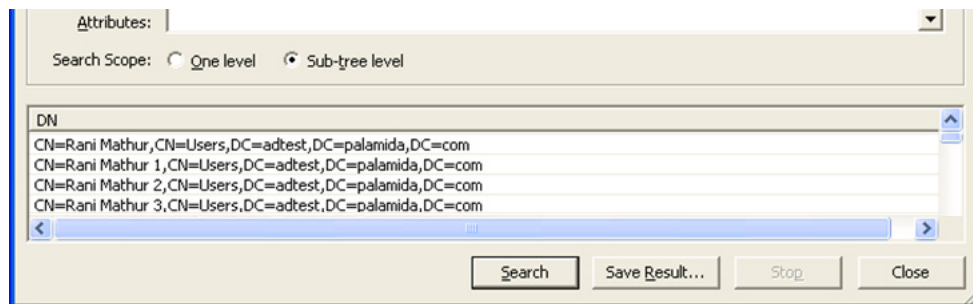 Attributes:
Search Scope: One level Sub-tree level
DN
CN=Rani Mathur,CN=Users,DC=adtest,DC=palamida,DC=com
CN=Rani Mathur 1,CN=Users,DC=adtest,DC=palamida,DC=com
CN=Rani Mathur 2,CN=Users,DC=adtest,DC=palamida,DC=com
CN=Rani Mathur 3,CN=Users,DC=adtest,DC=palamida,DC=com
Search Save Result... Stop Close